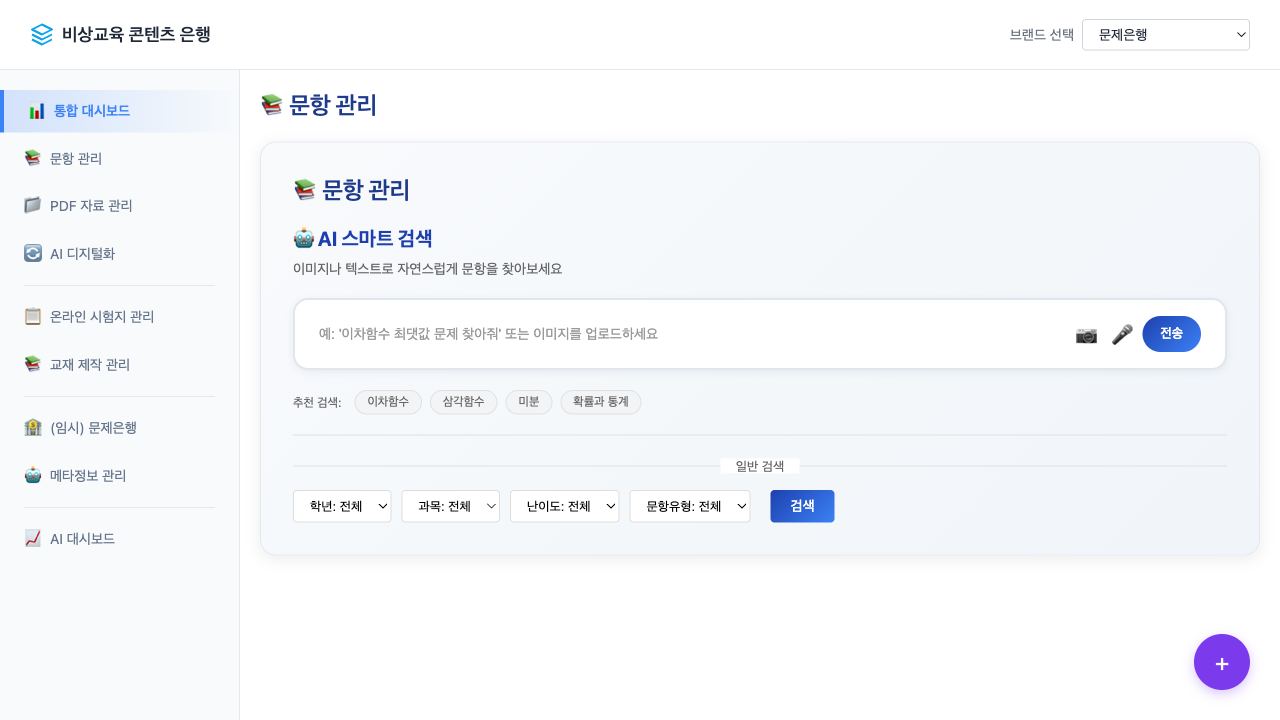 비상교육 콘텐츠 은행
브랜드 선택
문제은행
통합 대시보드
문항 관리
PDF 자료 관리
AI 디지털화
온라인 시험지 관리
교재 제작 관리
(임시) 문제은행
메타정보 관리
AI 대시보드
문항 관리
문항 관리
AI 스마트 검색
이미지나 텍스트로 자연스럽게 문항을 찾아보세요
예: '이차함수 최댓값 문제 찾아줘' 또는 이미지를 업로드하세요
전송
추천 검색: 이차함수 삼각함수 미분 확률과 통계
일반 검색
학년: 전체 과목: 전체 난이도: 전체 문항유형: 전체 검색
+